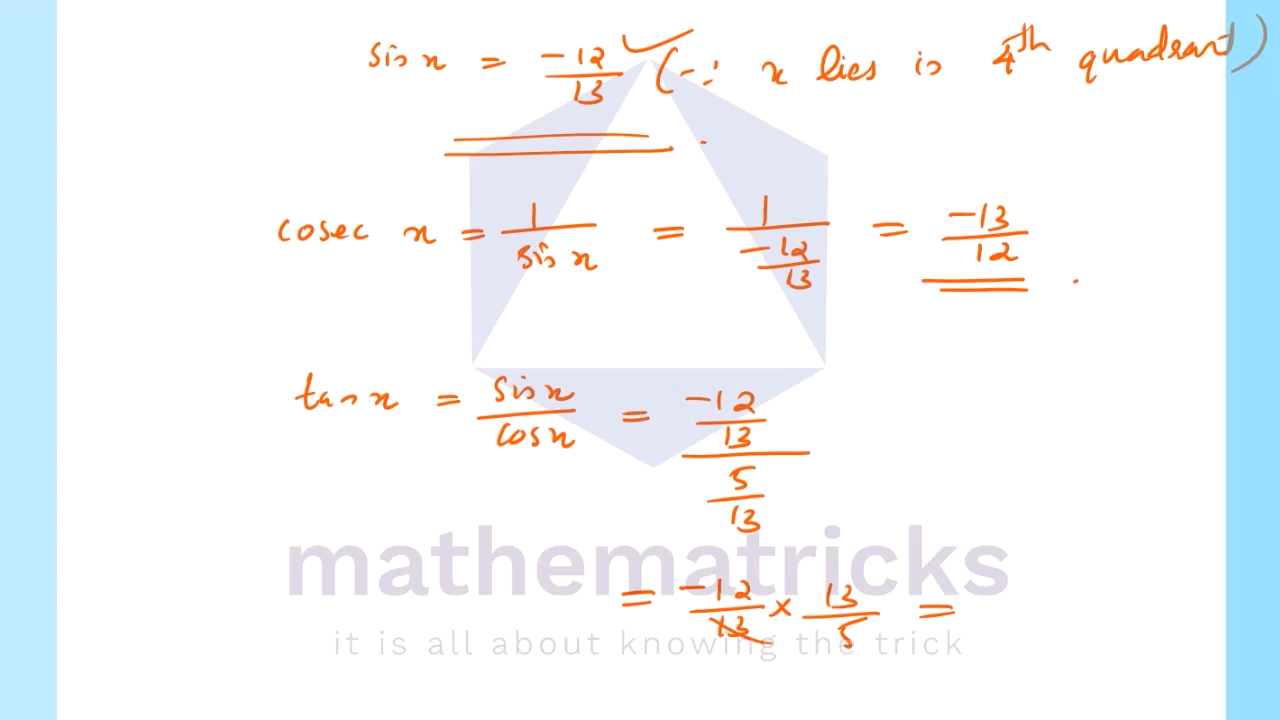 sin x = -12/13 (∵ x lies is 4th quadrant)
cosec x = 1/sin x = 1/(-12/13) = -13/12 .
tan x = sin x/cos x = (-12/13)/(5/13)
= -12/13 × 13/5 =
mathematricks
it is all about knowing the trick